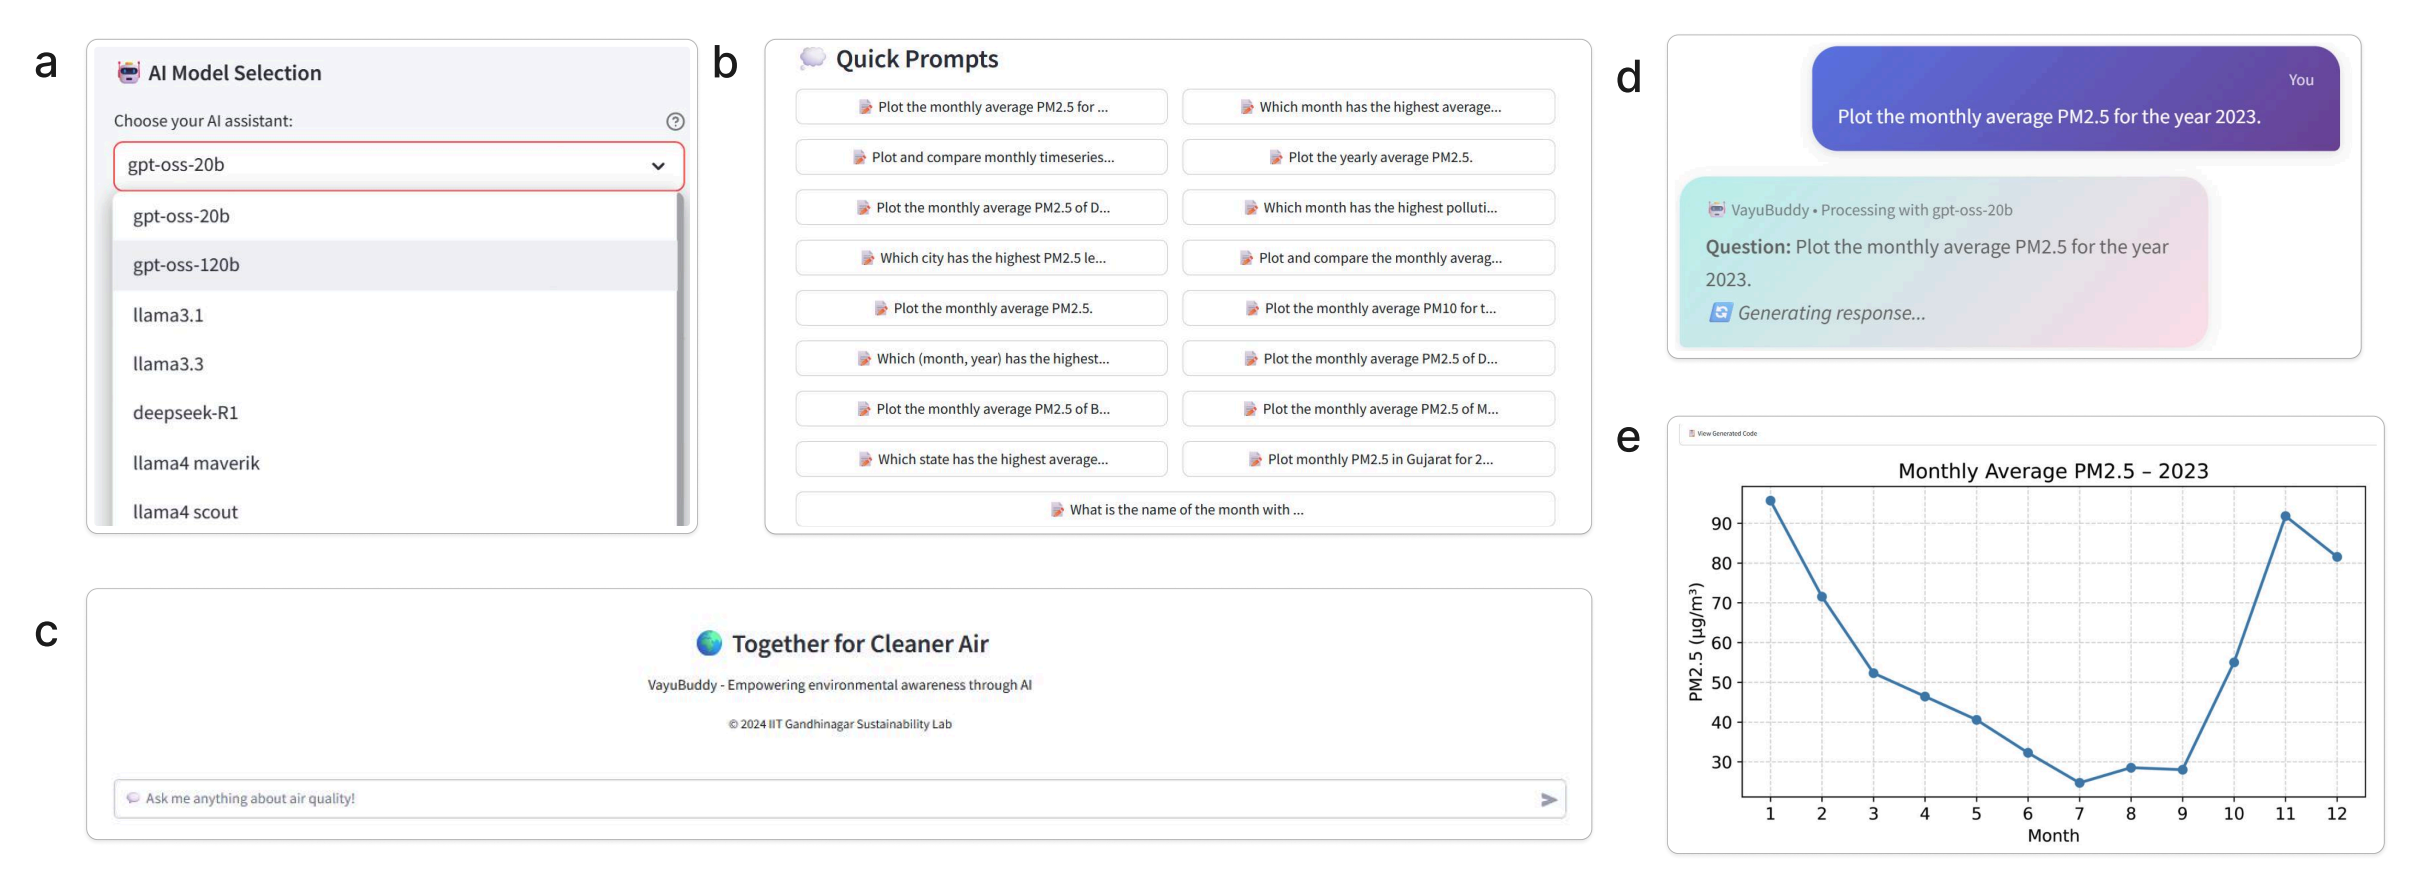 a
AI Model Selection
Choose your AI assistant:
gpt-oss-20b
gpt-oss-20b
gpt-oss-120b
llama3.1
llama3.3
deepseek-R1
llama4 maverik
llama4 scout
b
Quick Prompts
Plot the monthly average PM2.5 for ...
Which month has the highest average...
Plot and compare monthly timeseries...
Plot the yearly average PM2.5.
Plot the monthly average PM2.5 of D...
Which month has the highest polluti...
Which city has the highest PM2.5 le...
Plot and compare the monthly averag...
Plot the monthly average PM2.5.
Plot the monthly average PM10 for t...
Which (month, year) has the highest...
Plot the monthly average PM2.5 of D...
Plot the monthly average PM2.5 of B...
Plot the monthly average PM2.5 of M...
Which state has the highest average...
Plot monthly PM2.5 in Gujarat for 2...
What is the name of the month with ...
c
Together for Cleaner Air
VayuBuddy - Empowering environmental awareness through AI
© 2024 IIT Gandhinagar Sustainability Lab
Ask me anything about air quality!
d
You
Plot the monthly average PM2.5 for the year 2023.
VayuBuddy • Processing with gpt-oss-20b
Question: Plot the monthly average PM2.5 for the year
2023.
Generating response...
e
View Generated Code
Monthly Average PM2.5 – 2023
PM2.5 (µg/m³)
90
80
70
60
50
40
30
1 2 3 4 5 6 7 8 9 10 11 12
Month